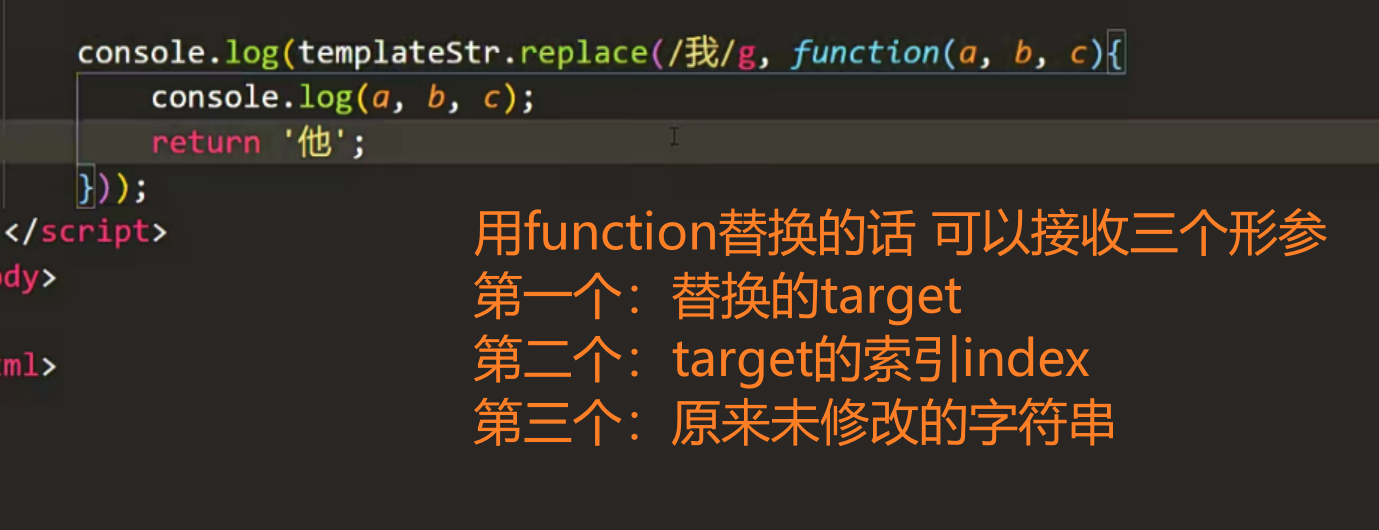 console.log(templateStr.replace(/我/g, function(a, b, c){
console.log(a, b, c);
return '他';
}));
</script>
ody>
tml>
用function替换的话 可以接收三个形参
第一个：替换的target
第二个：target的索引index
第三个：原来未修改的字符串